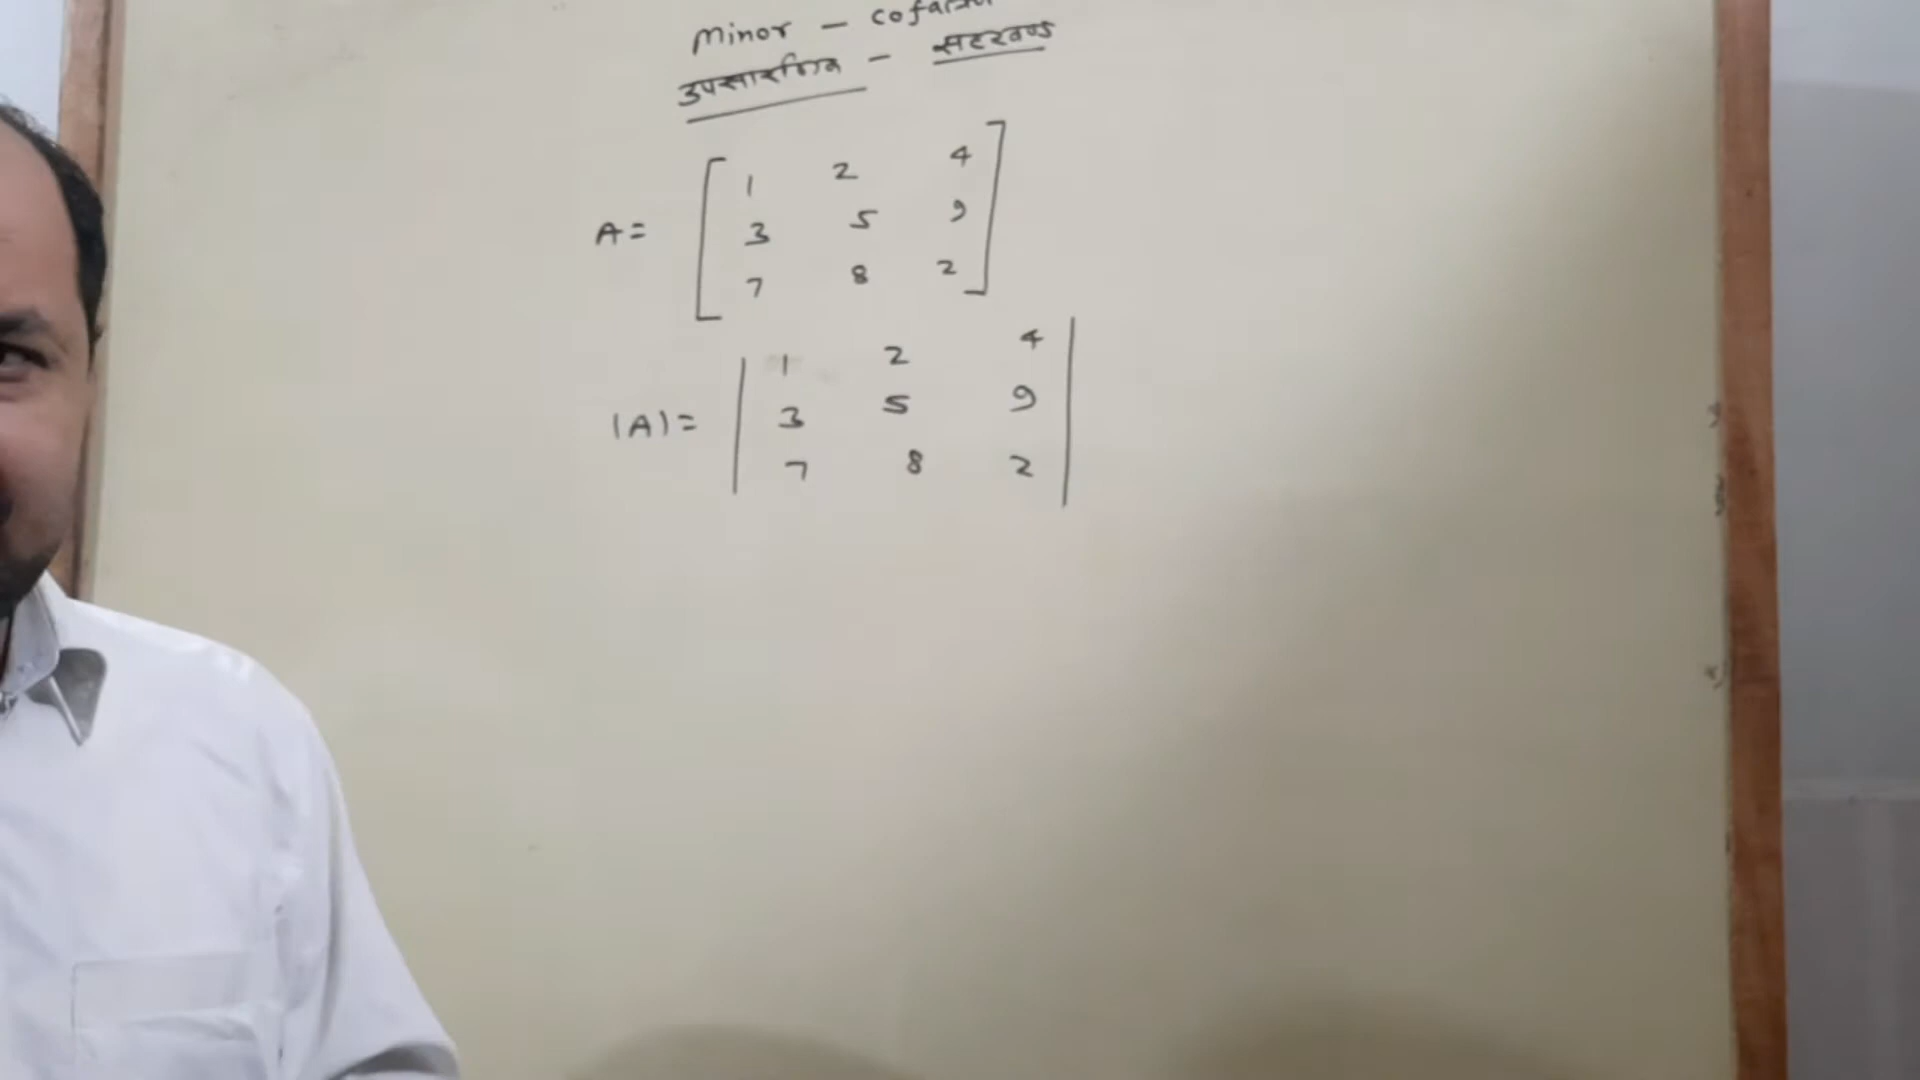 Minor -
उपसारणिक - सहखण्ड
A= [ 1 2 4
3 5 9
7 8 2 ]
|A|= | 1 2 4
3 5 9
7 8 2 |